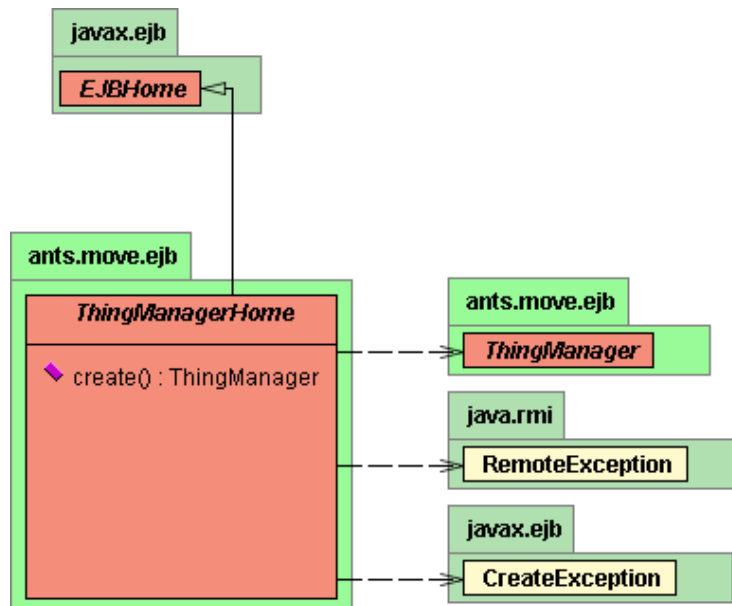 javax.ejb
EJBHome
ants.move.ejb
ThingManagerHome
create() : ThingManager
ants.move.ejb
ThingManager
java.rmi
RemoteException
javax.ejb
CreateException